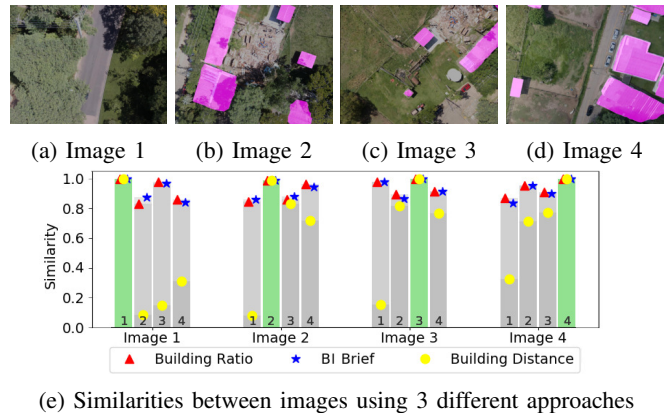 (a) Image 1 (b) Image 2 (c) Image 3 (d) Image 4
1.0
0.8
0.6
0.4
0.2
0.0
Similarity
1 2 3 4 1 2 3 4 1 2 3 4 1 2 3 4
Image 1 Image 2 Image 3 Image 4
Building Ratio BI Brief Building Distance
(e) Similarities between images using 3 different approaches